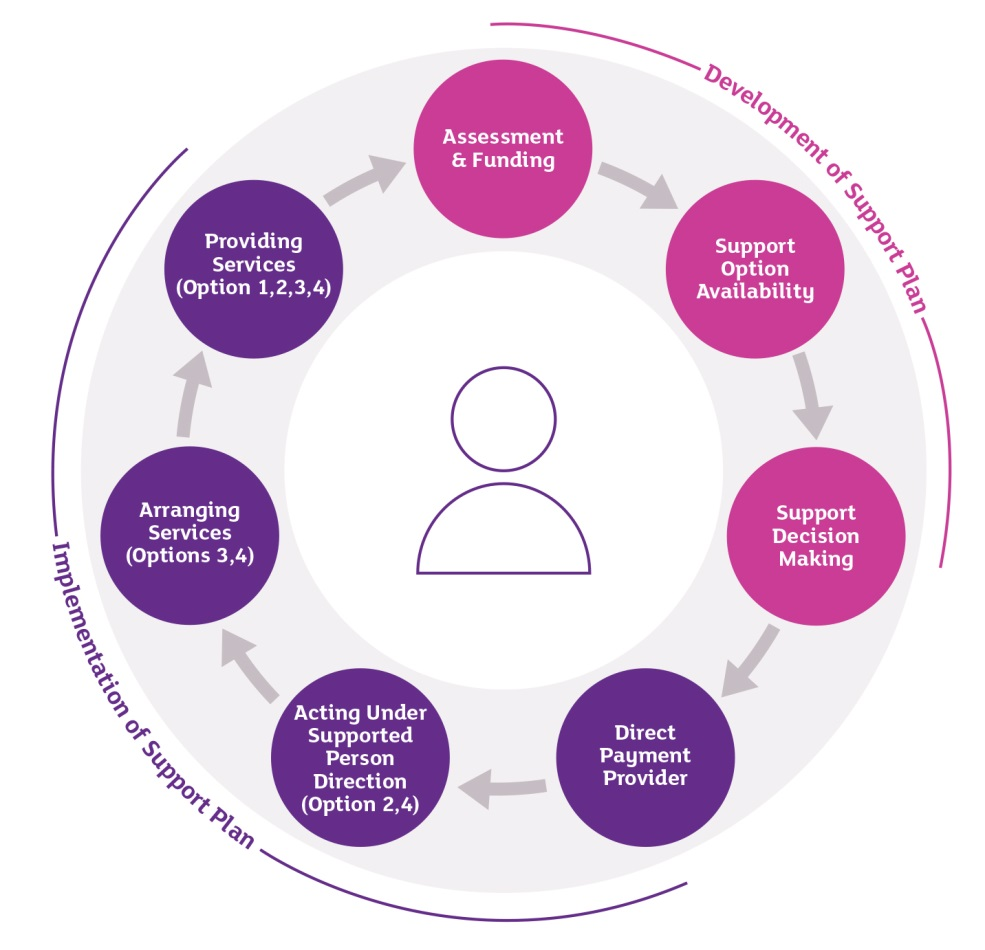 Development of Support Plan
Assessment
& Funding
Support
Option
Availability
Support
Decision
Making
Direct
Payment
Provider
Acting Under
Supported
Person
Direction
(Option 2,4)
Arranging
Services
(Options 3,4)
Providing
Services
(Option 1,2,3,4)
Implementation of Support Plan